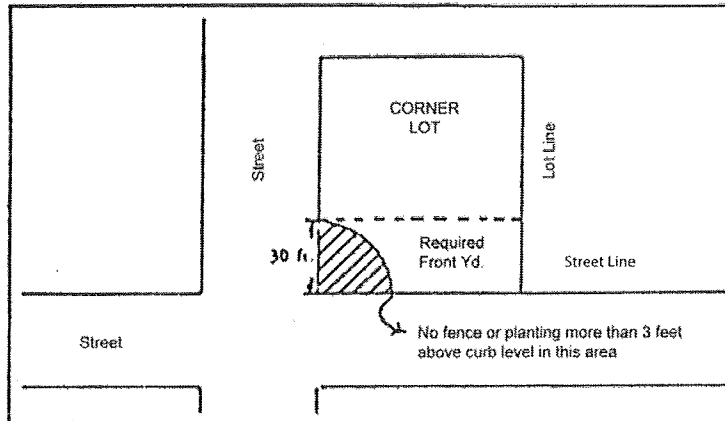 CORNER
LOT
Street
Lot Line
30 ft.
Required
Front Yd.
Street Line
Street
No fence or planting more than 3 feet
above curb level in this area